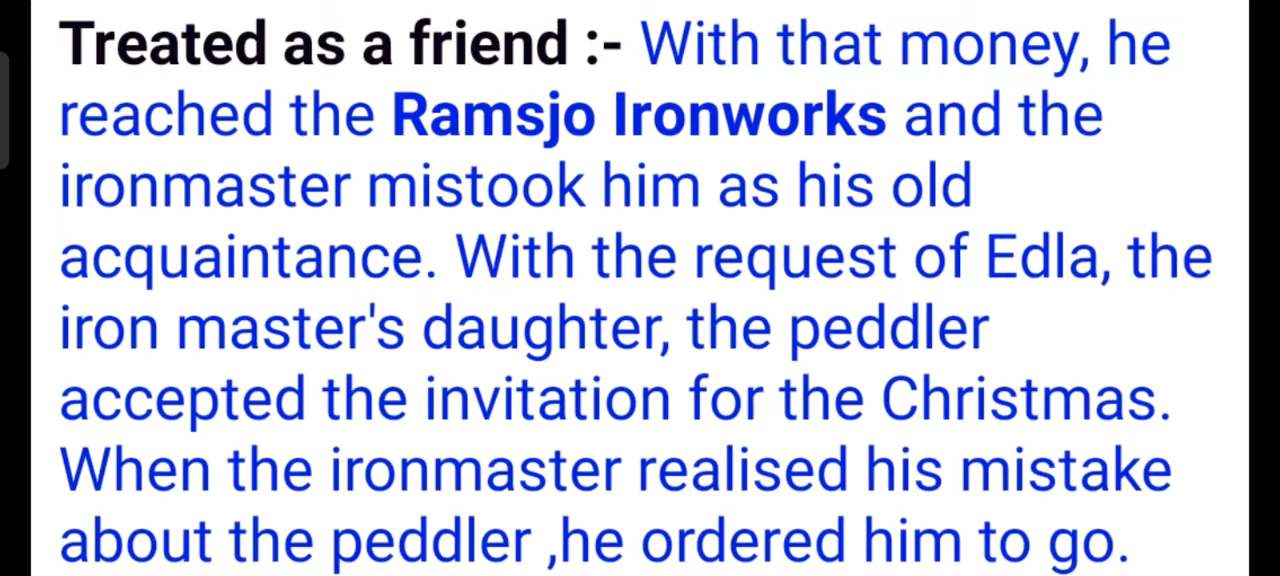 Treated as a friend :- With that money, he
reached the Ramsjo Ironworks and the
ironmaster mistook him as his old
acquaintance. With the request of Edla, the
iron master's daughter, the peddler
accepted the invitation for the Christmas.
When the ironmaster realised his mistake
about the peddler ,he ordered him to go.